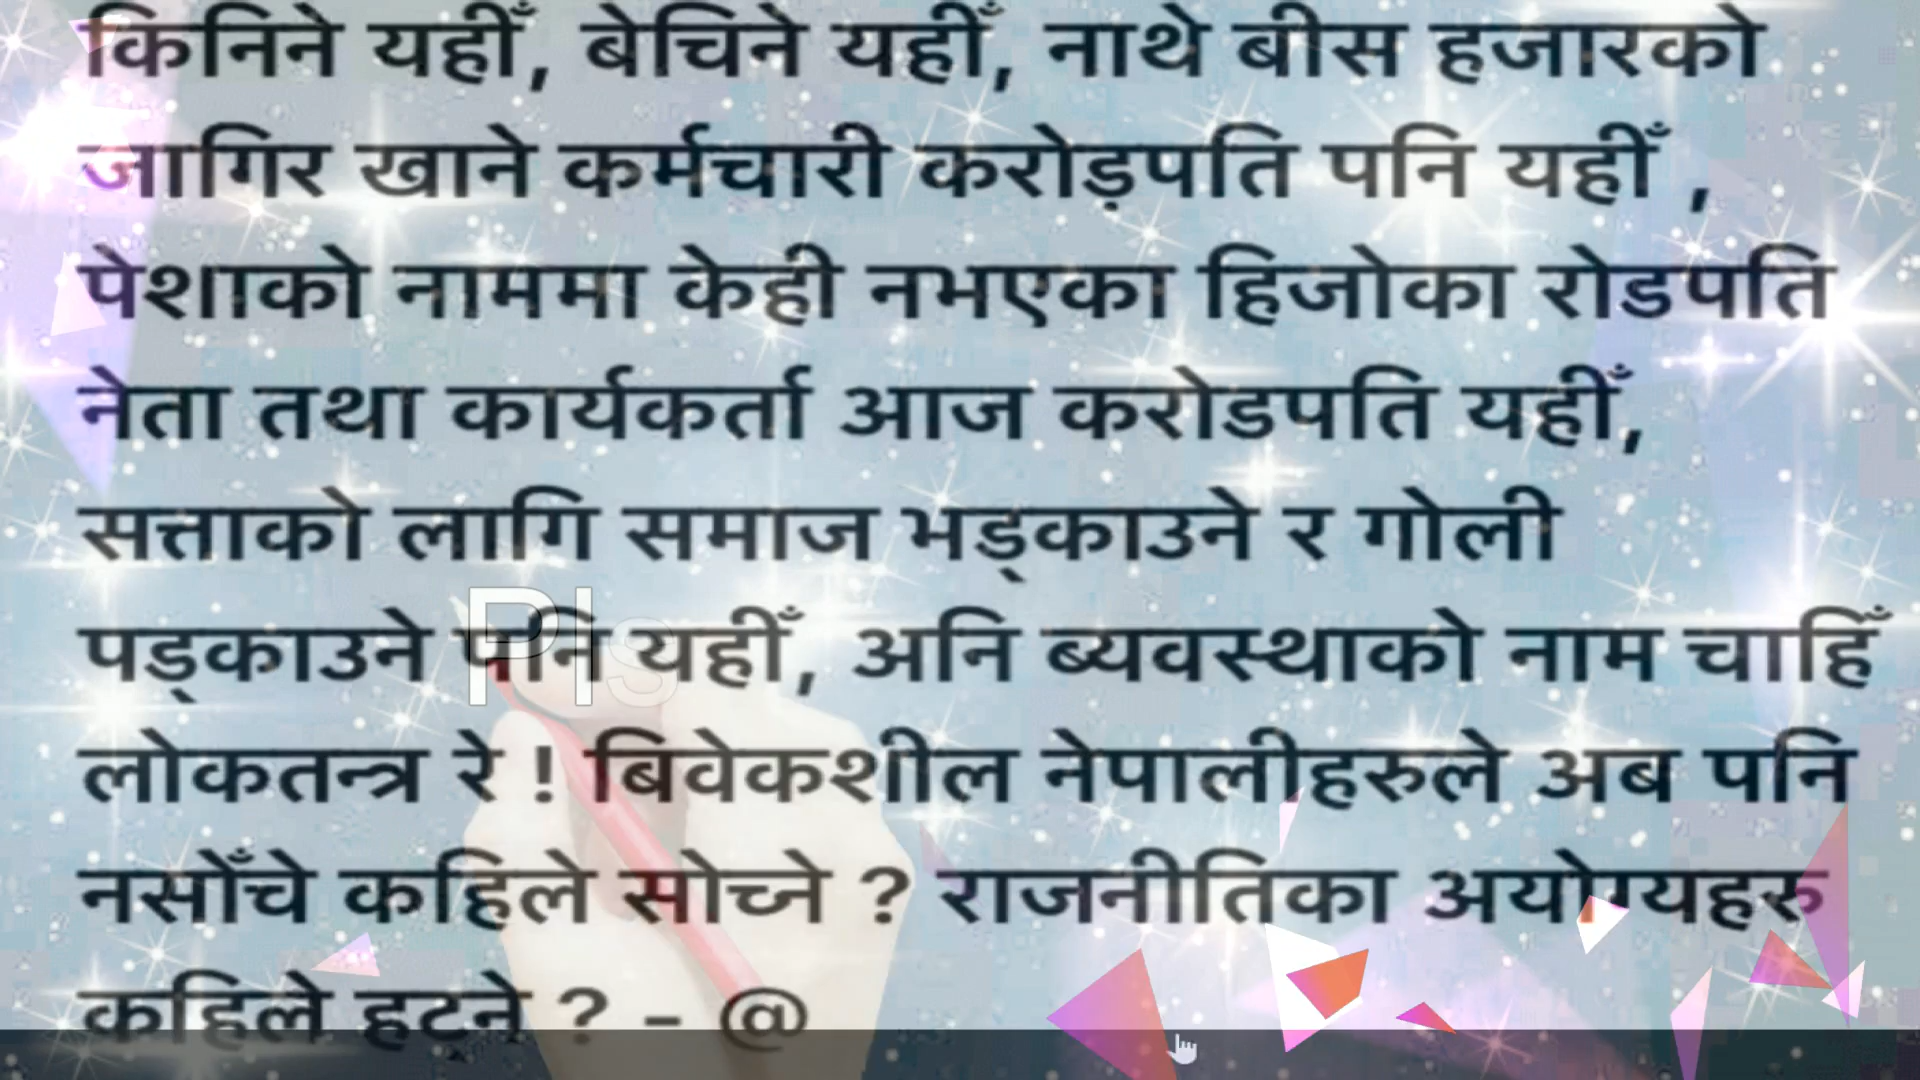 किनिने यहीँ, बेचिने यहीँ, नाथे बीस हजारको
जागिर खाने कर्मचारी करोड़पति पनि यहीँ ,
पेशाको नाममा केही नभएका हिजोका रोडपति
नेता तथा कार्यकर्ता आज करोडपति यहीँ,
सत्ताको लागि समाज भड्काउने र गोली
पड्काउने पनि यहीँ, अनि ब्यवस्थाको नाम चाहिँ
Pls
लोकतन्त्र रे ! बिवेकशील नेपालीहरुले अब पनि
नसोँचे कहिले सोच्ने ? राजनीतिका अयोग्यहरु
कहिले हट्ने ? - @